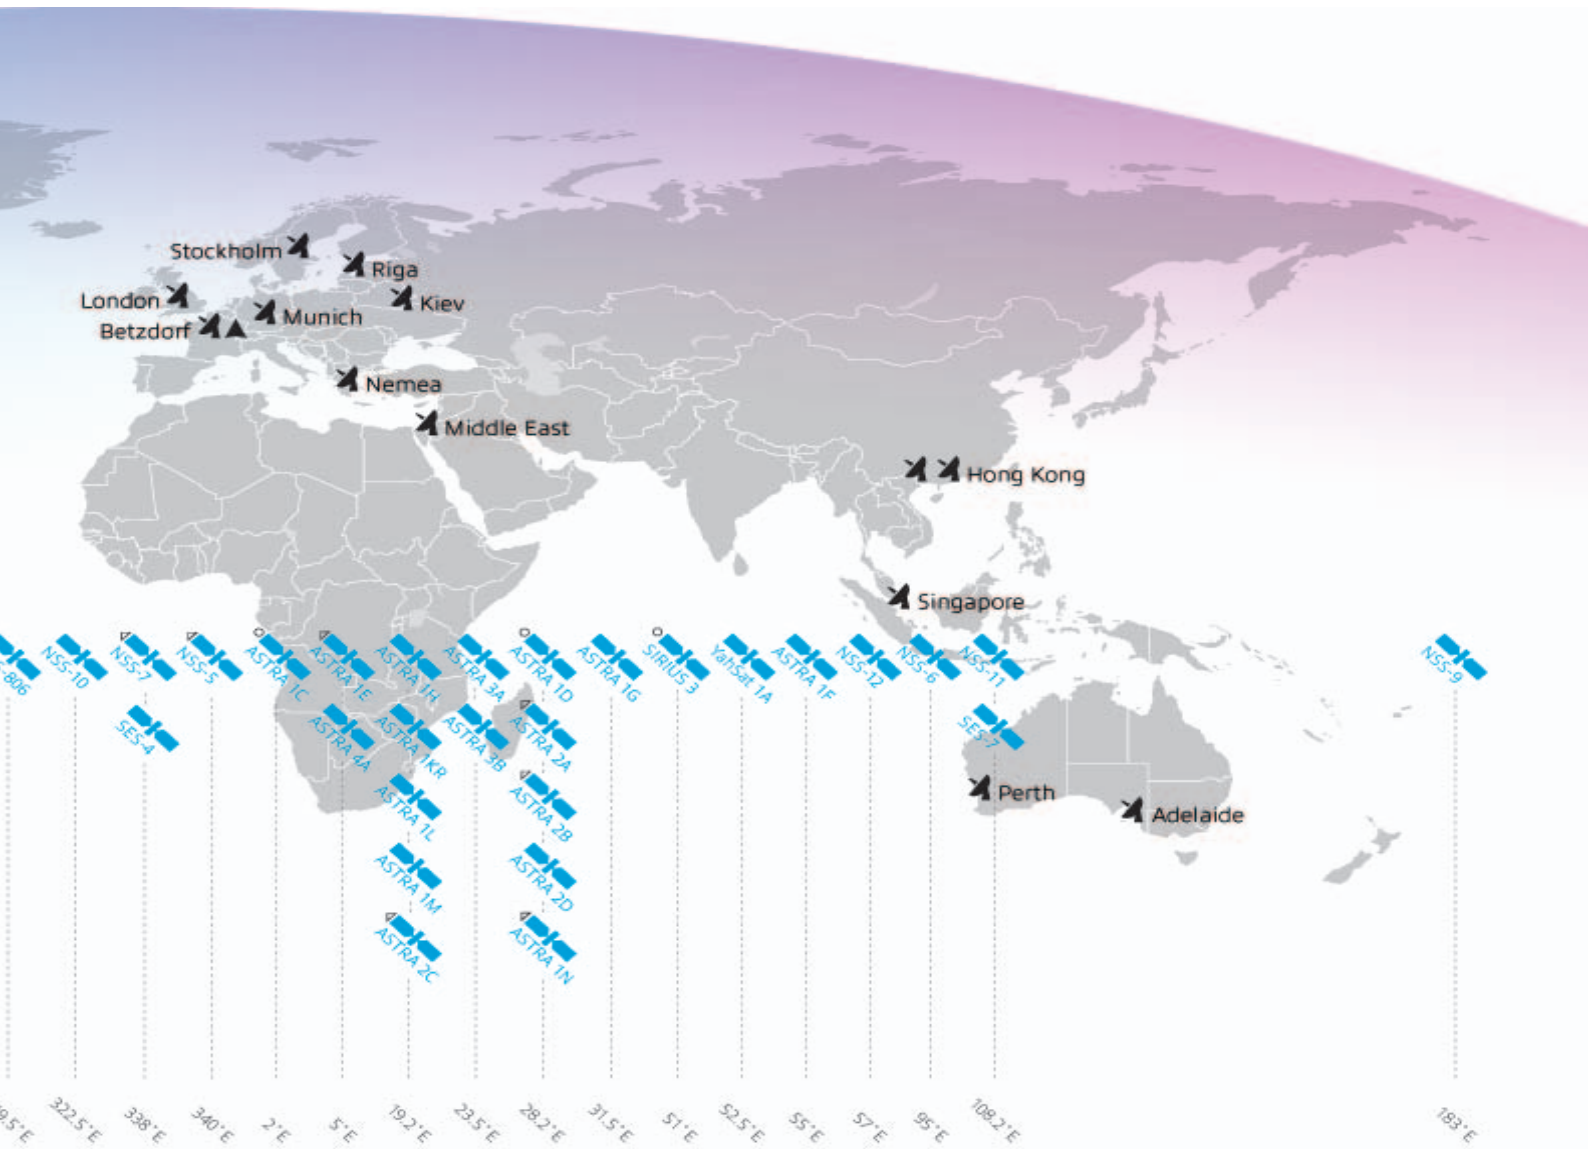 Stockholm
Riga
London
Kiev
Munich
Betzdorf
Nemea
Middle East
Hong Kong
Singapore
-806
NSS-10
NSS-7
NSS-5
ASTRA 1C
ASTRA 1E
ASTRA 1H
ASTRA 3A
ASTRA 1D
ASTRA 1G
SIRIUS 3
YahSat 1A
ASTRA 1F
NSS-12
NSS-6
NSS-11
NSS-9
SES-4
ASTRA 4A
ASTRA 1KR
ASTRA 3B
ASTRA 2A
SES-7
ASTRA 1L
ASTRA 2B
Perth
Adelaide
ASTRA 1M
ASTRA 2D
ASTRA 2C
ASTRA 1N
9.5°E
322.5°E
338°E
340°E
2°E
5°E
19.2°E
23.5°E
28.2°E
31.5°E
51°E
52.5°E
55°E
57°E
95°E
108.2°E
183°E